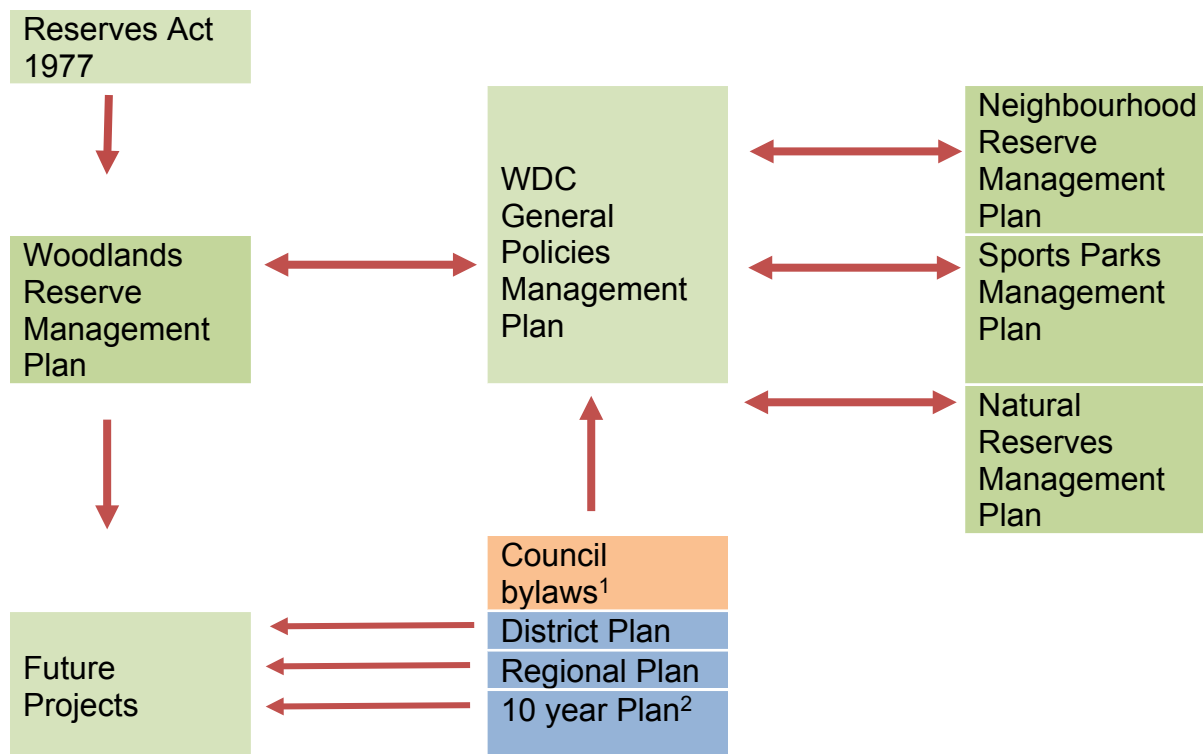 Reserves Act
1977
Woodlands
Reserve
Management
Plan
Future
Projects
WDC
General
Policies
Management
Plan
Council
bylaws¹
District Plan
Regional Plan
10 year Plan²
Neighbourhood
Reserve
Management
Plan
Sports Parks
Management
Plan
Natural
Reserves
Management
Plan